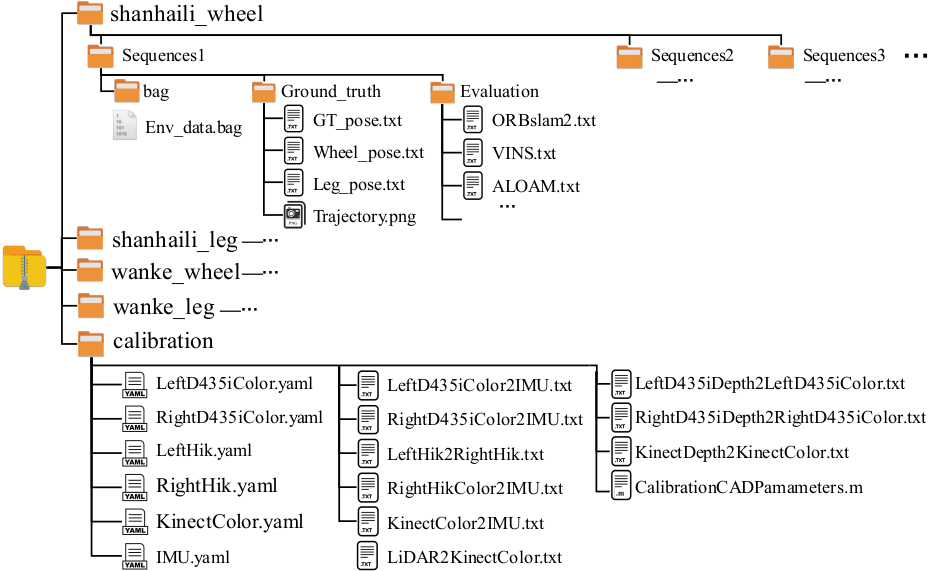 shanhaili_wheel
Sequences1
Sequences2
Sequences3
...
bag
Ground_truth
Evaluation
...
...
Env_data.bag
GT_pose.txt
Wheel_pose.txt
Leg_pose.txt
Trajectory.png
ORBslam2.txt
VINS.txt
ALOAM.txt
...
shanhaili_leg ...
wanke_wheel ...
wanke_leg ...
calibration
LeftD435iColor.yaml
RightD435iColor.yaml
LeftHik.yaml
RightHik.yaml
KinectColor.yaml
IMU.yaml
LeftD435iColor2IMU.txt
RightD435iColor2IMU.txt
LeftHik2RightHik.txt
RightHikColor2IMU.txt
KinectColor2IMU.txt
LiDAR2KinectColor.txt
LeftD435iDepth2LeftD435iColor.txt
RightD435iDepth2RightD435iColor.txt
KinectDepth2KinectColor.txt
CalibrationCADPamameters.m